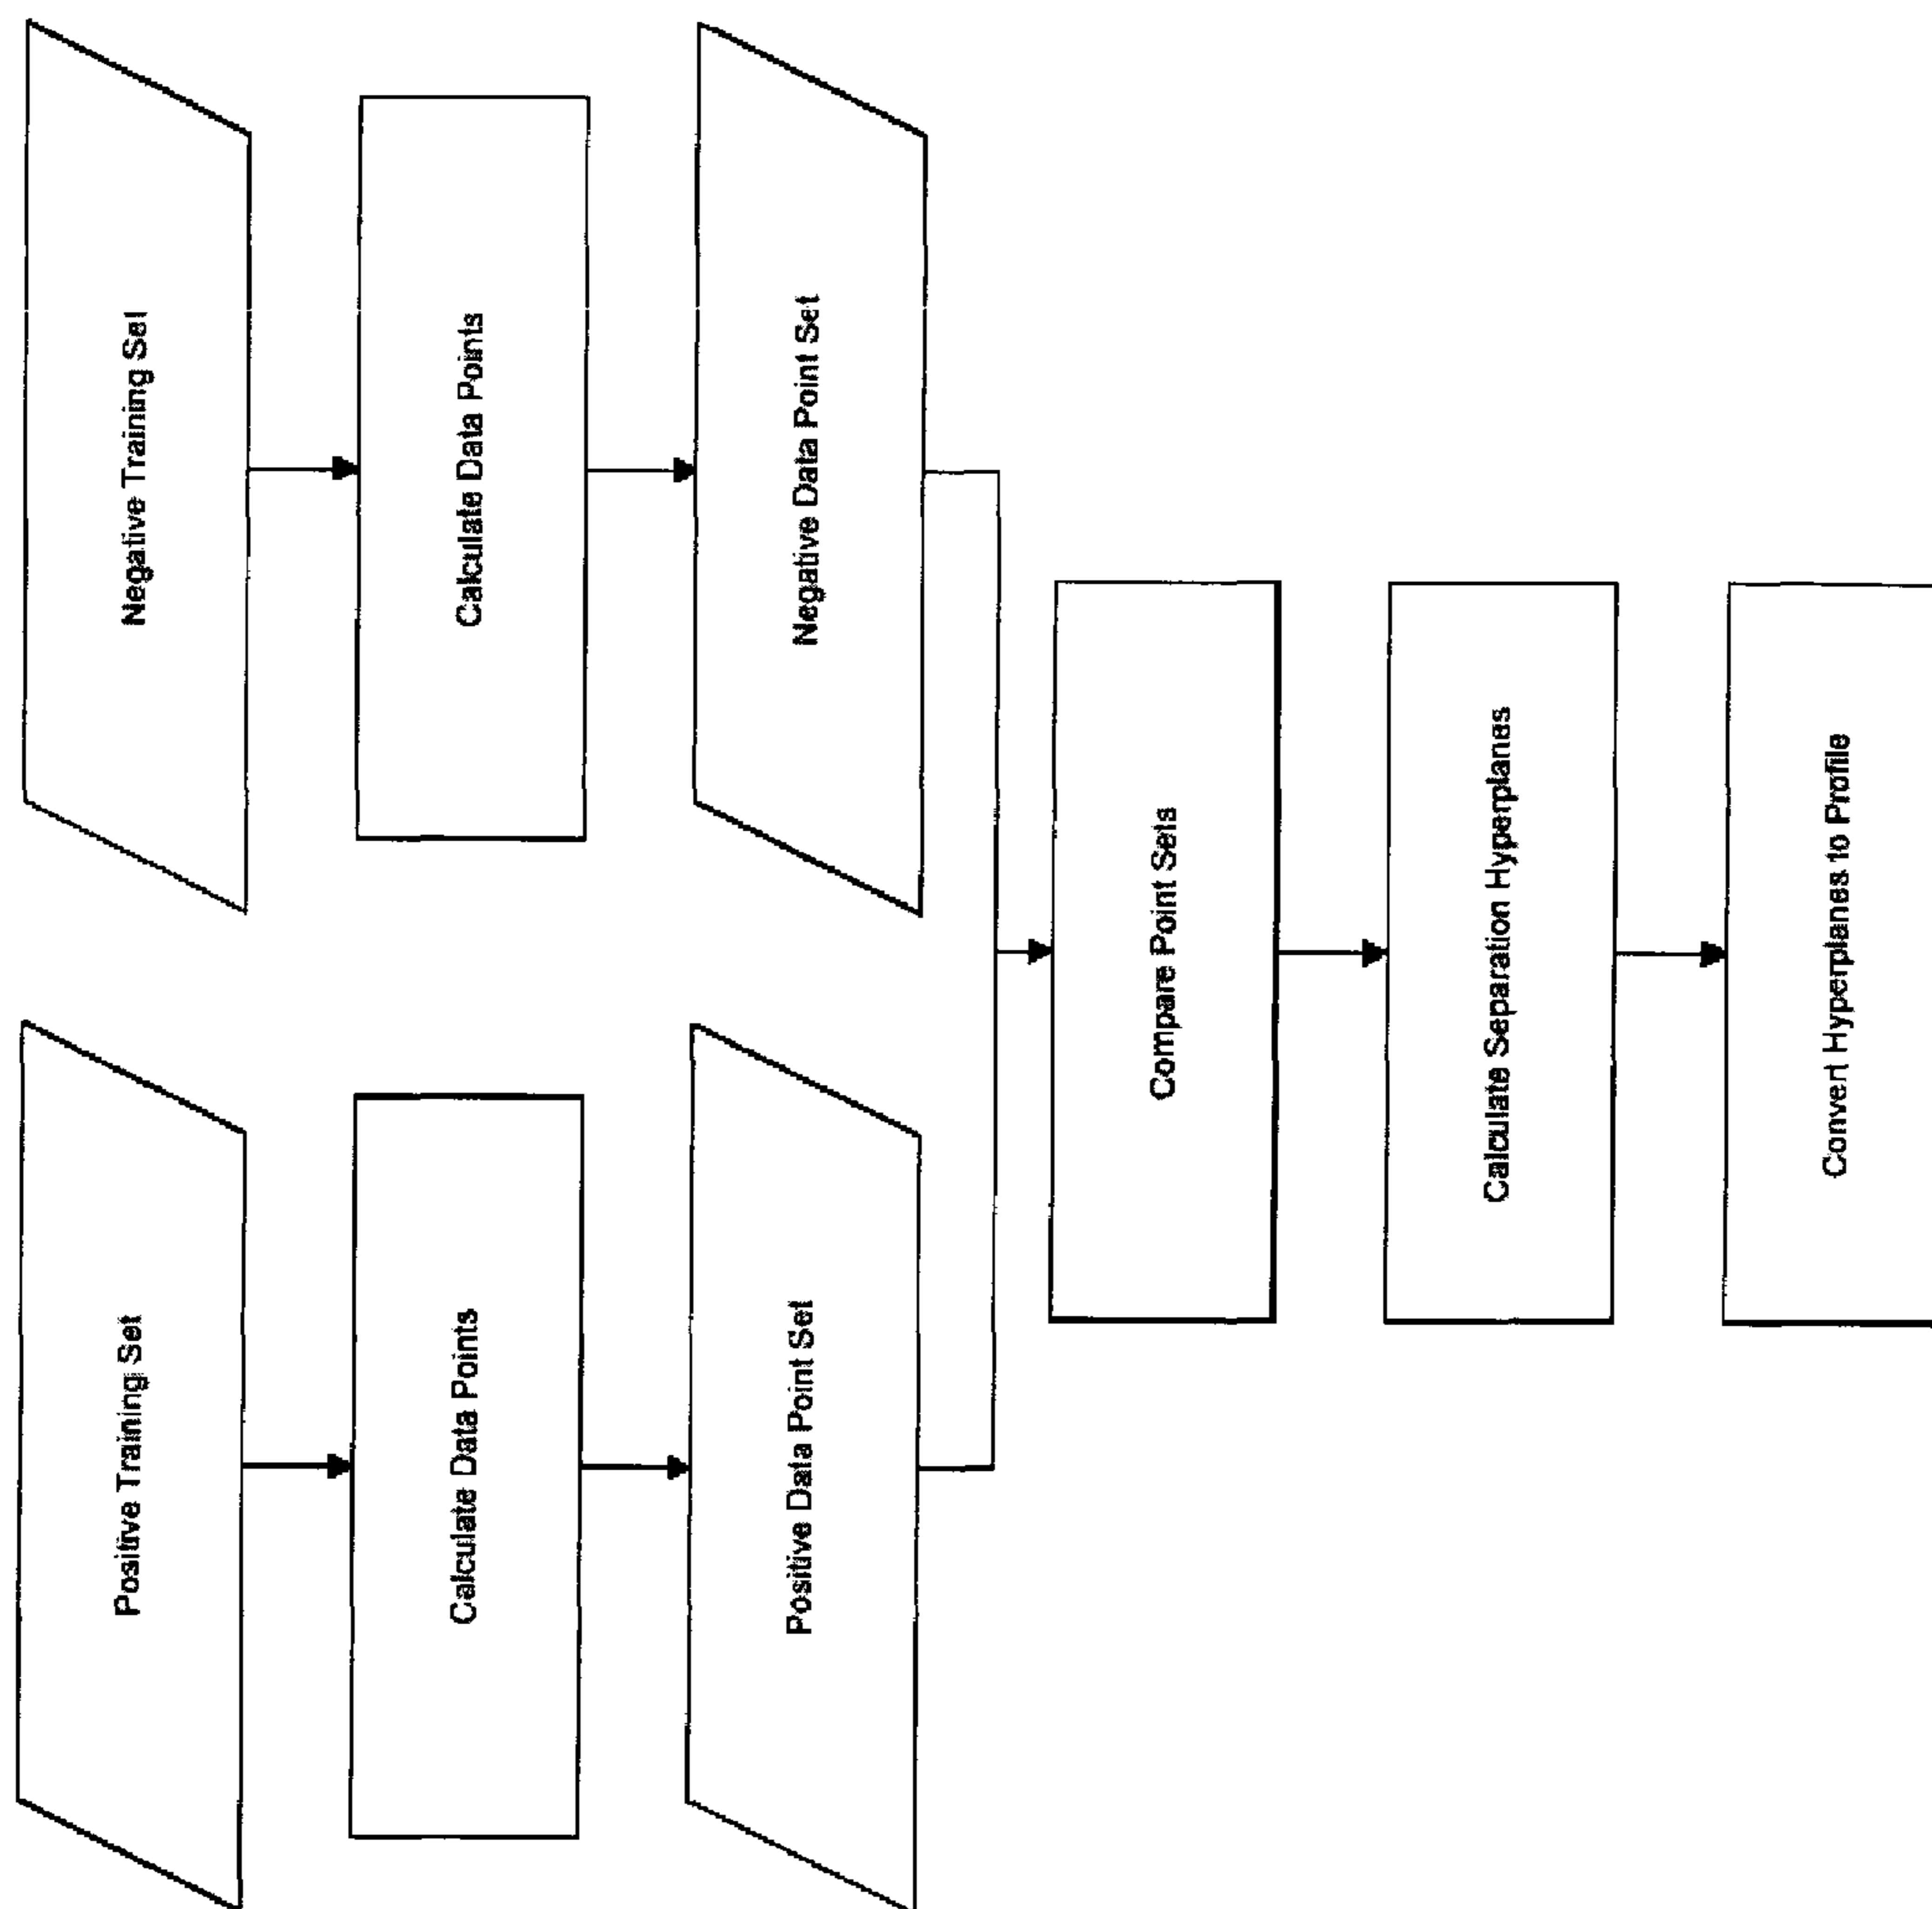 Positive Training Set
Negative Training Set
Calculate Data Points
Calculate Data Points
Positive Data Point Set
Negative Data Point Set
Compare Point Sets
Calculate Separation Hyperplanes
Convert Hyperplanes to Profile